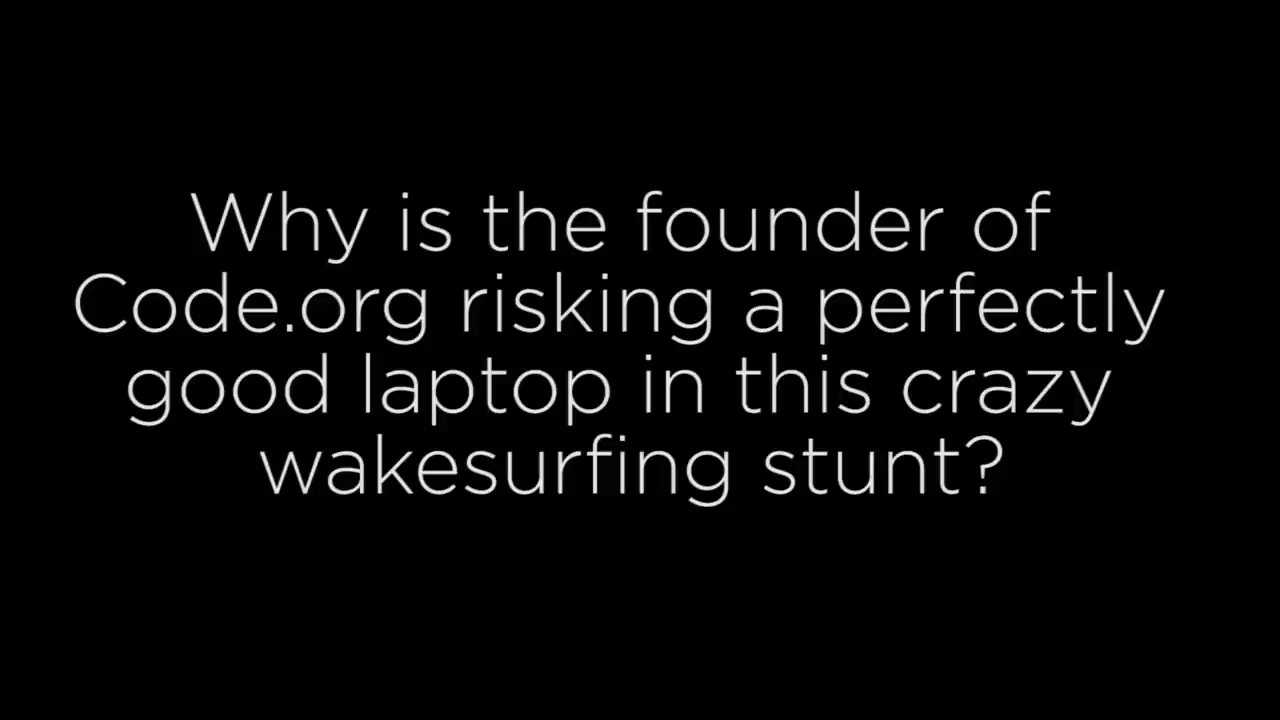 Why is the founder of
Code.org risking a perfectly
good laptop in this crazy
wakesurfing stunt?